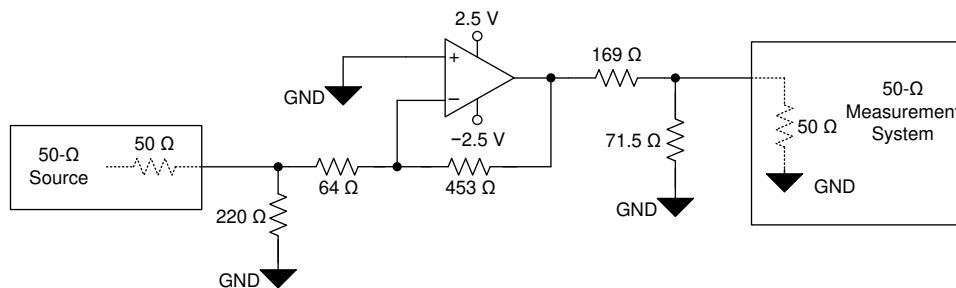 2.5 V
+
−
−2.5 V
GND
169 Ω
71.5 Ω
GND
50-Ω
Measurement
System
50 Ω
GND
50-Ω
Source
50 Ω
64 Ω
453 Ω
220 Ω
GND